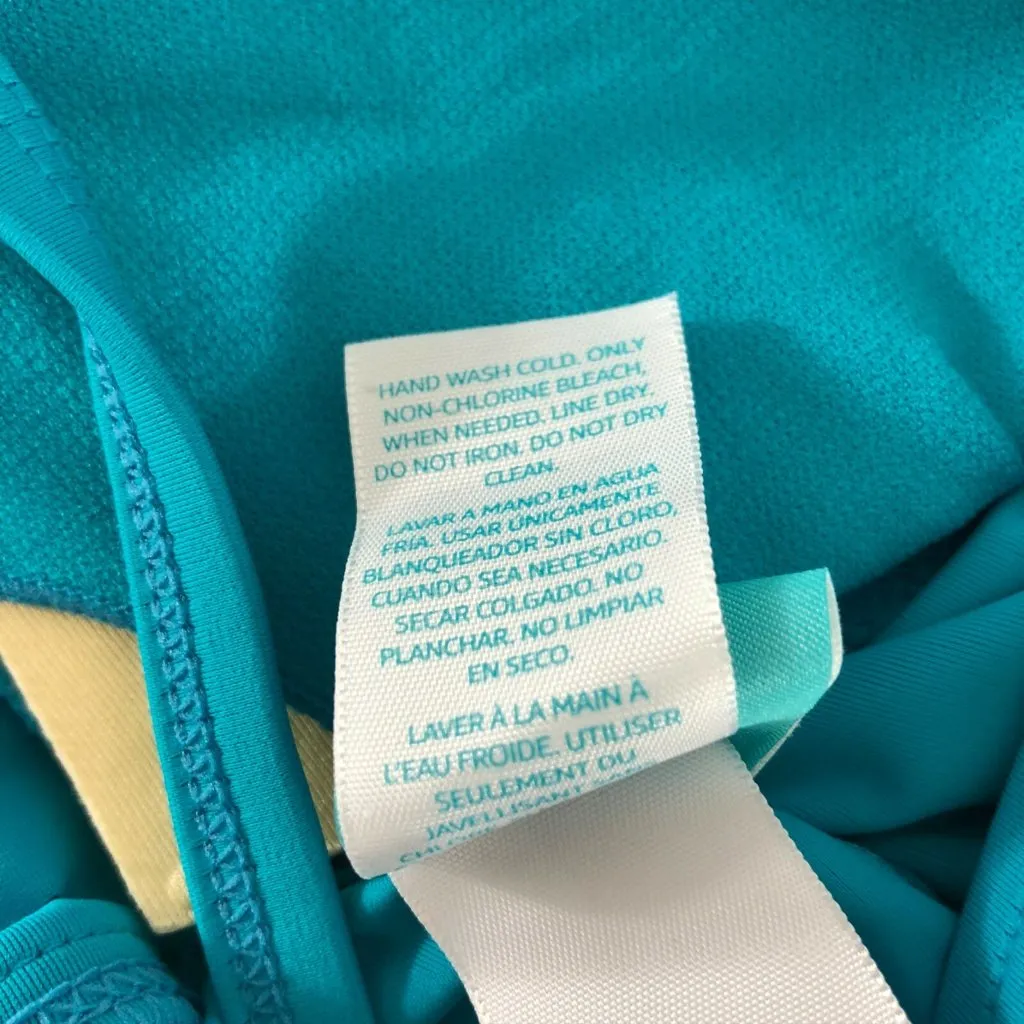 HAND WASH COLD. ONLY
NON-CHLORINE BLEACH,
WHEN NEEDED. LINE DRY.
DO NOT IRON. DO NOT DRY
CLEAN.
LAVAR A MANO EN AGUA
FRÍA. USAR ÚNICAMENTE
BLANQUEADOR SIN CLORO,
CUANDO SEA NECESARIO.
SECAR COLGADO. NO
PLANCHAR. NO LIMPIAR
EN SECO.
LAVER À LA MAIN À
L'EAU FROIDE. UTILISER
SEULEMENT DU
JAVELLISANT